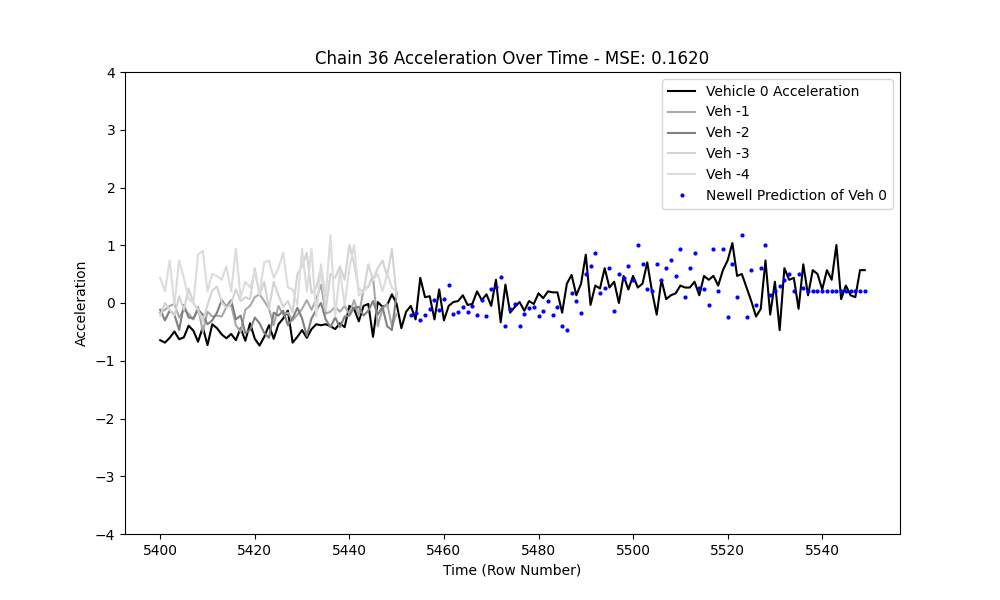 Chain 36 Acceleration Over Time - MSE: 0.1620
Vehicle 0 Acceleration
Veh -1
Veh -2
Veh -3
Veh -4
Newell Prediction of Veh 0
Acceleration
4
3
2
1
0
−1
−2
−3
−4
5400 5420 5440 5460 5480 5500 5520 5540
Time (Row Number)